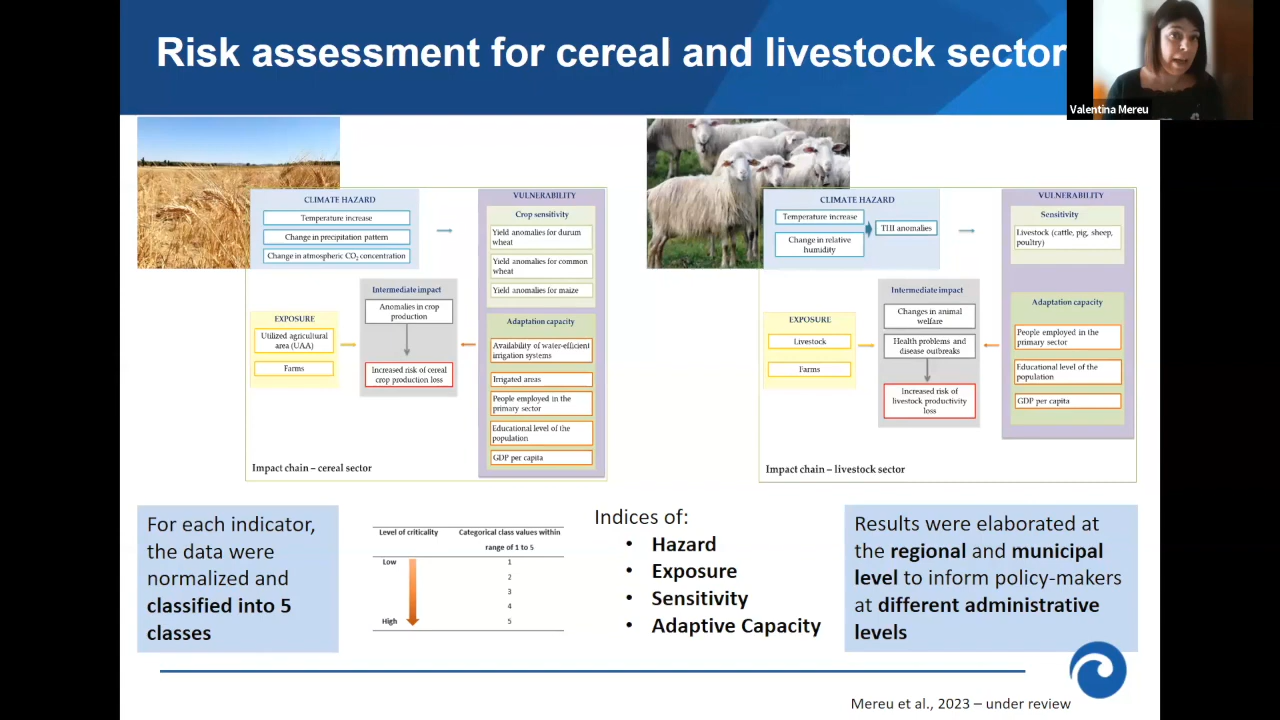 Risk assessment for cereal and livestock sector
Valentina Mereu
CLIMATE HAZARD
Temperature increase
Change in precipitation pattern
Change in atmospheric CO2 concentration
EXPOSURE
Utilized agricultural
area (UAA)
Farms
Intermediate impact
Anomalies in crop
production
Increased risk of cereal
crop production loss
VULNERABILITY
Crop sensitivity
Yield anomalies for durum
wheat
Yield anomalies for common
wheat
Yield anomalies for maize
Adaptation capacity
Availability of water-efficient
irrigation systems
Irrigated areas
People employed in the
primary sector
Educational level of the
population
GDP per capita
Impact chain – cereal sector
CLIMATE HAZARD
Temperature increase
Change in relative
humidity
THI anomalies
EXPOSURE
Livestock
Farms
Intermediate impact
Changes in animal
welfare
Health problems and
disease outbreaks
Increased risk of
livestock productivity
loss
VULNERABILITY
Sensitivity
Livestock (cattle, pig, sheep,
poultry)
Adaptation capacity
People employed in the
primary sector
Educational level of the
population
GDP per capita
Impact chain – livestock sector
For each indicator,
the data were
normalized and
classified into 5
classes
Level of criticality
Categorical class values within
range of 1 to 5
Low
1
2
3
4
High
5
Indices of:
• Hazard
• Exposure
• Sensitivity
• Adaptive Capacity
Results were elaborated at
the regional and municipal
level to inform policy-makers
at different administrative
levels
Mereu et al., 2023 – under review